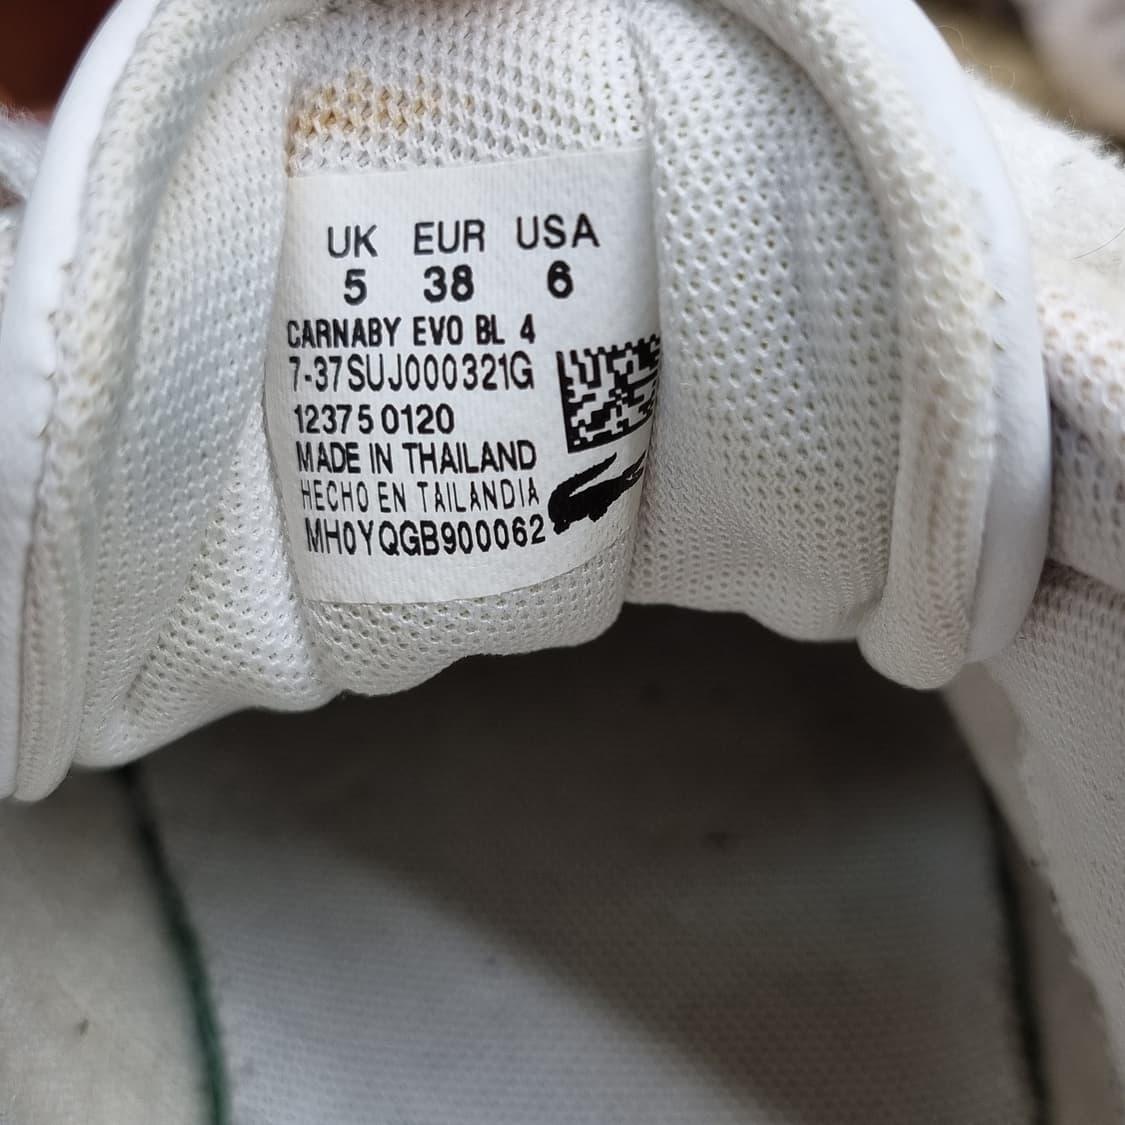 UK EUR USA
5 38 6
CARNABY EVO BL 4
7-37SUJ000321G
12375 0120
MADE IN THAILAND
HECHO EN TAILANDIA
MH0YQGB900062